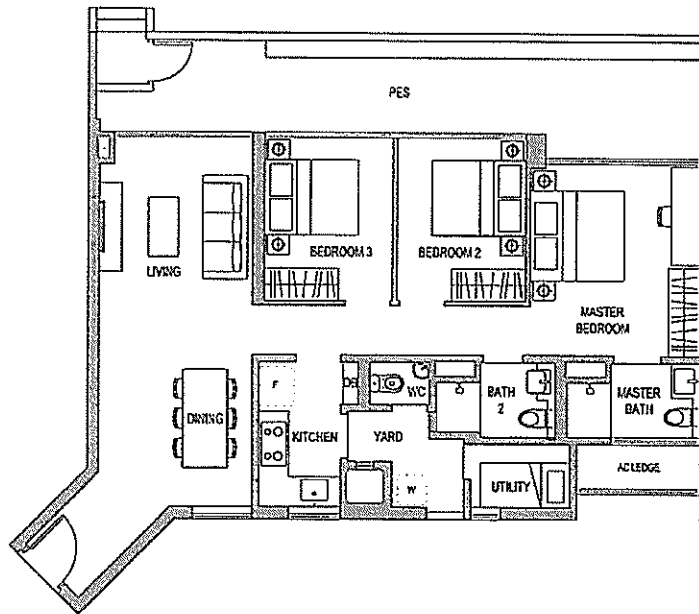 PES
BEDROOM 3
BEDROOM 2
LIVING
MASTER
BEDROOM
F
DB
WC
BATH
2
MASTER
BATH
DINING
KITCHEN
YARD
W
UTILITY
AC LEDGE